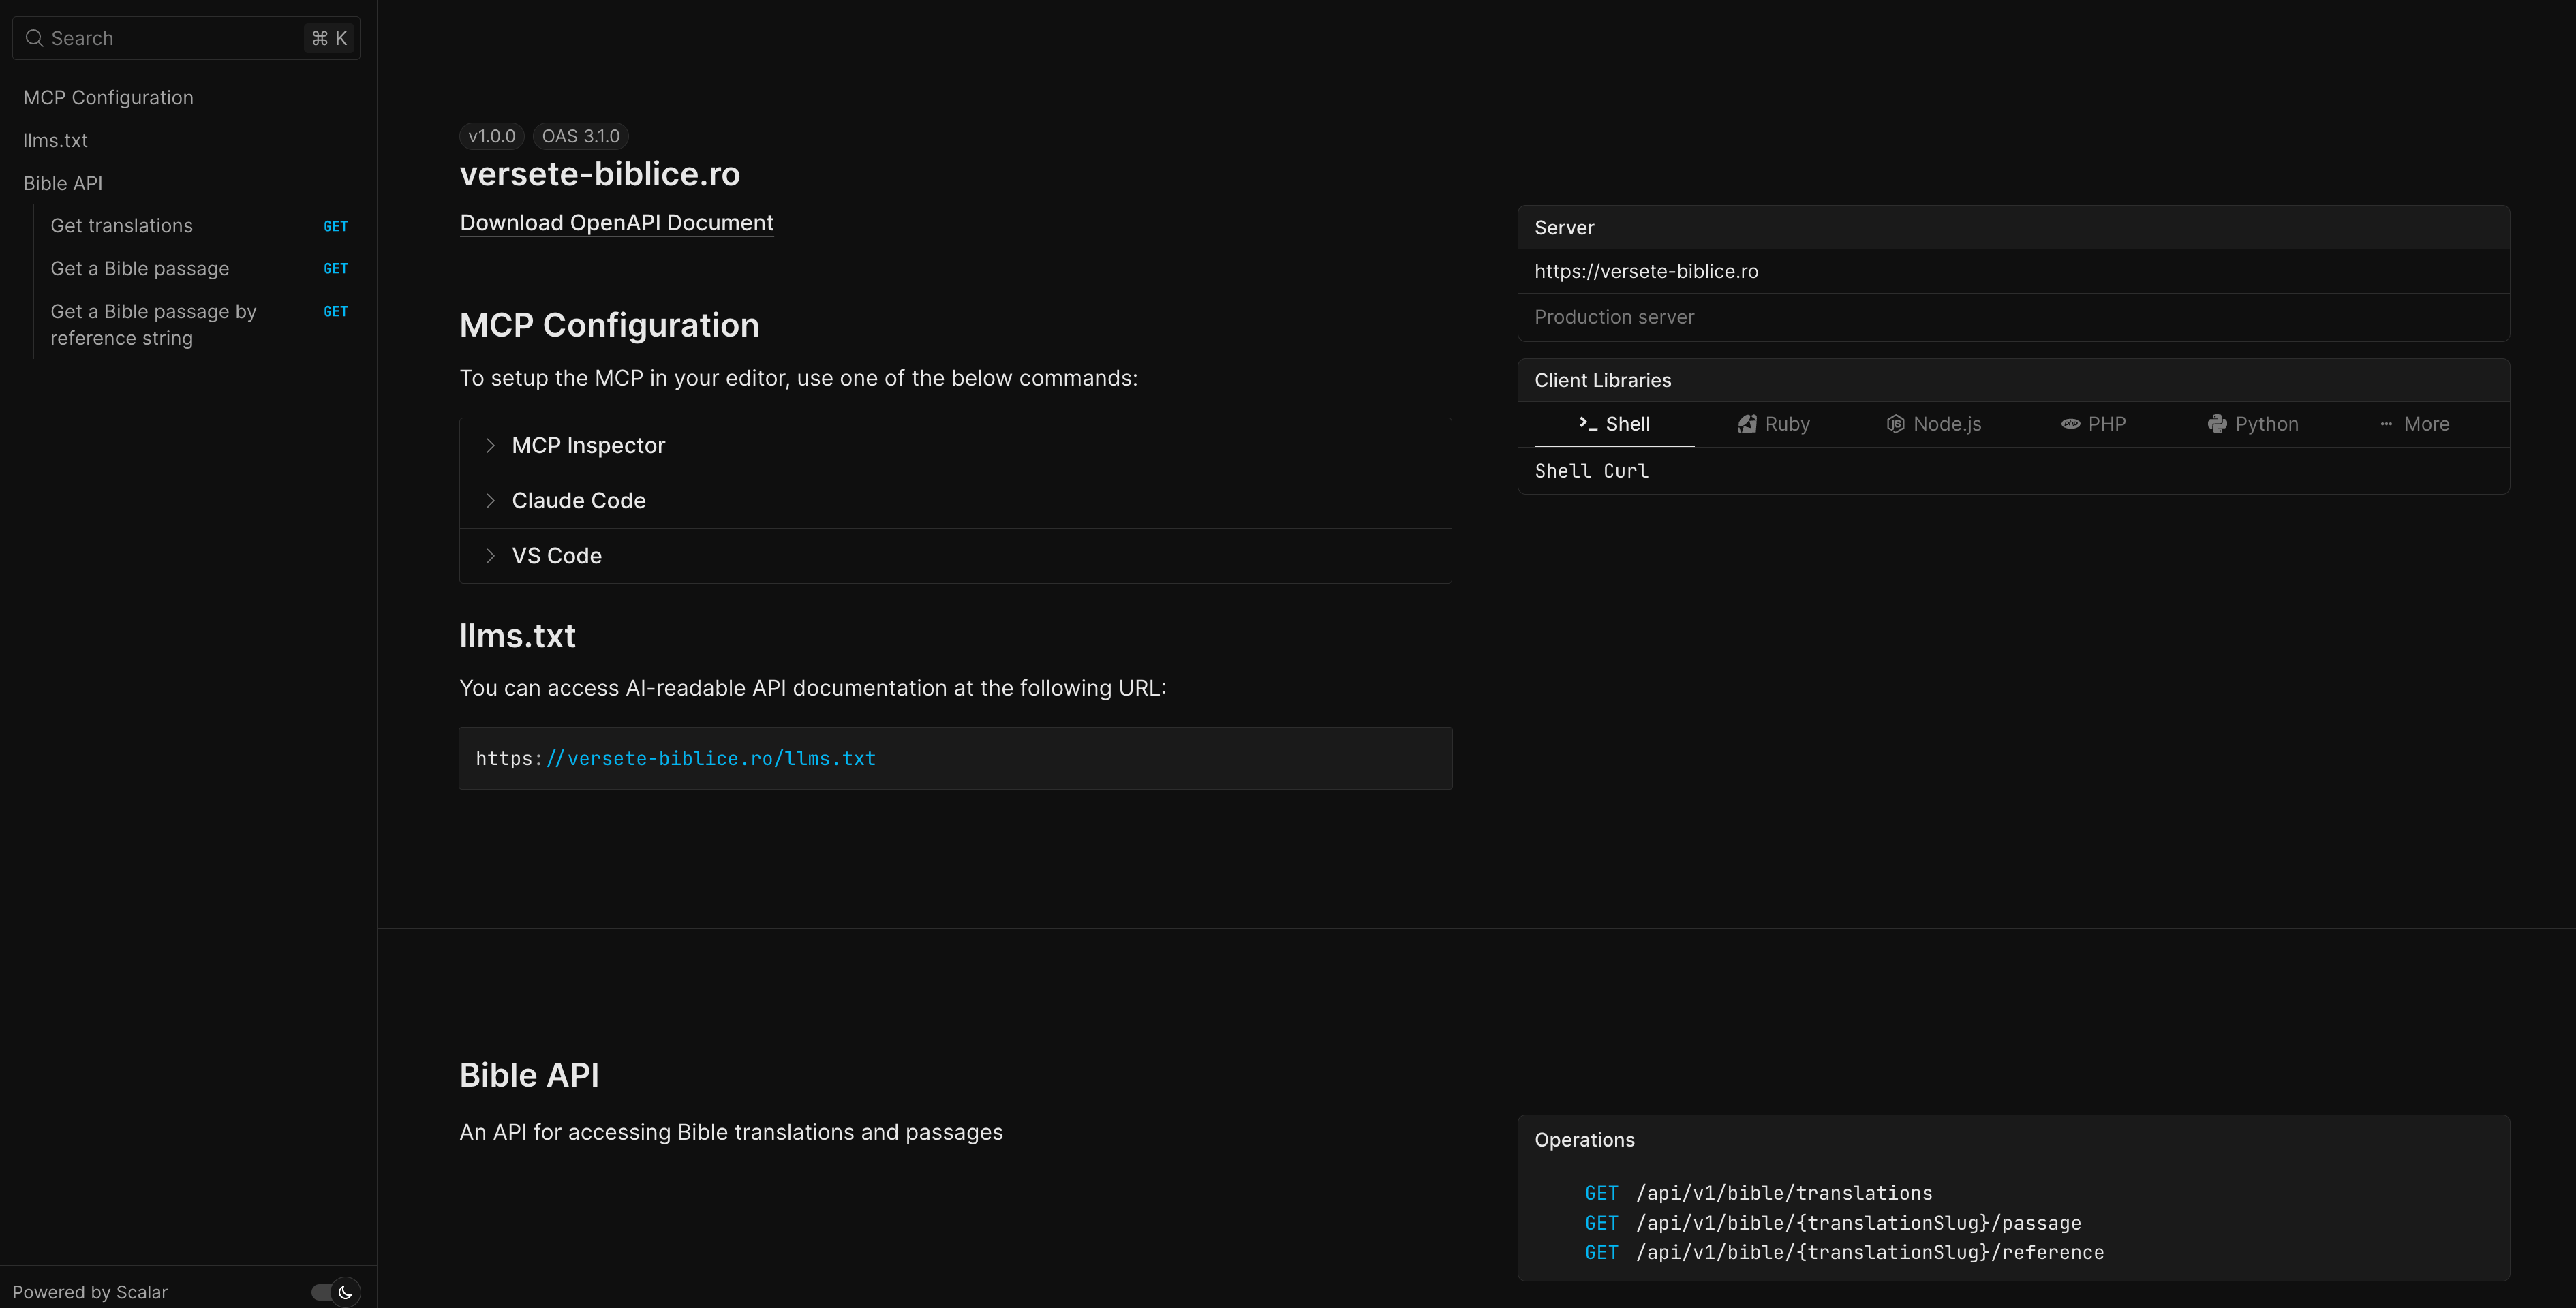 Search
⌘ K
MCP Configuration
llms.txt
Bible API
Get translations GET
Get a Bible passage GET
Get a Bible passage by GET
reference string
Powered by Scalar
v1.0.0 OAS 3.1.0
versete-biblice.ro
Download OpenAPI Document
MCP Configuration
To setup the MCP in your editor, use one of the below commands:
MCP Inspector
Claude Code
VS Code
llms.txt
You can access AI-readable API documentation at the following URL:
https://versete-biblice.ro/llms.txt
Server
https://versete-biblice.ro
Production server
Client Libraries
Shell Ruby Node.js PHP Python More
Shell Curl
Bible API
An API for accessing Bible translations and passages
Operations
GET /api/v1/bible/translations
GET /api/v1/bible/{translationSlug}/passage
GET /api/v1/bible/{translationSlug}/reference